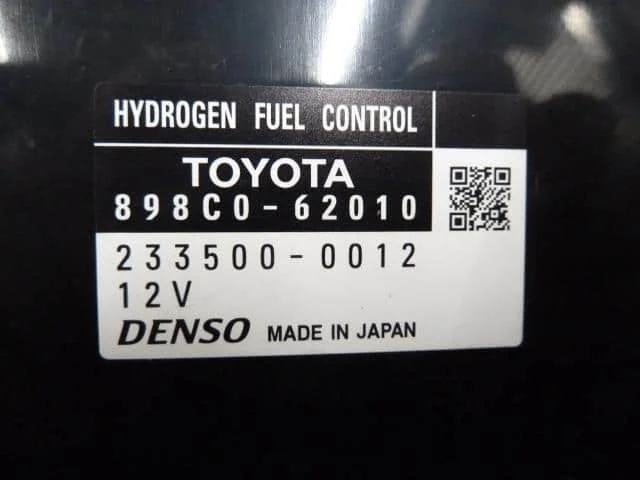 HYDROGEN FUEL CONTROL
TOYOTA
898C0-62010
233500-0012
12V
DENSO MADE IN JAPAN